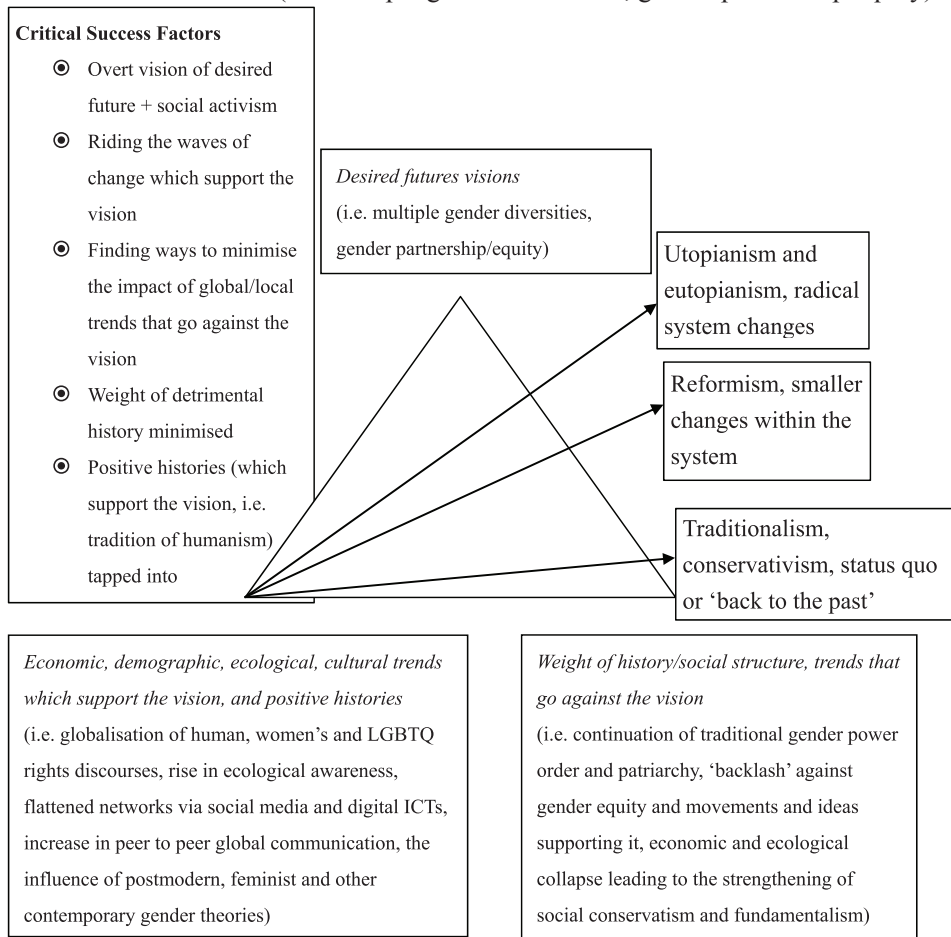 Critical Success Factors
Overt vision of desired
future + social activism
Riding the waves of
change which support the
vision
Finding ways to minimise
the impact of global/local
trends that go against the
vision
Weight of detrimental
history minimised
Positive histories (which
support the vision, i.e.
tradition of humanism)
tapped into
Desired futures visions
(i.e. multiple gender diversities,
gender partnership/equity)
Utopianism and
eutopianism, radical
system changes
Reformism, smaller
changes within the
system
Traditionalism,
conservativism, status quo
or ‘back to the past’
Economic, demographic, ecological, cultural trends
which support the vision, and positive histories
(i.e. globalisation of human, women’s and LGBTQ
rights discourses, rise in ecological awareness,
flattened networks via social media and digital ICTs,
increase in peer to peer global communication, the
influence of postmodern, feminist and other
contemporary gender theories)
Weight of history/social structure, trends that
go against the vision
(i.e. continuation of traditional gender power
order and patriarchy, ‘backlash’ against
gender equity and movements and ideas
supporting it, economic and ecological
collapse leading to the strengthening of
social conservatism and fundamentalism)